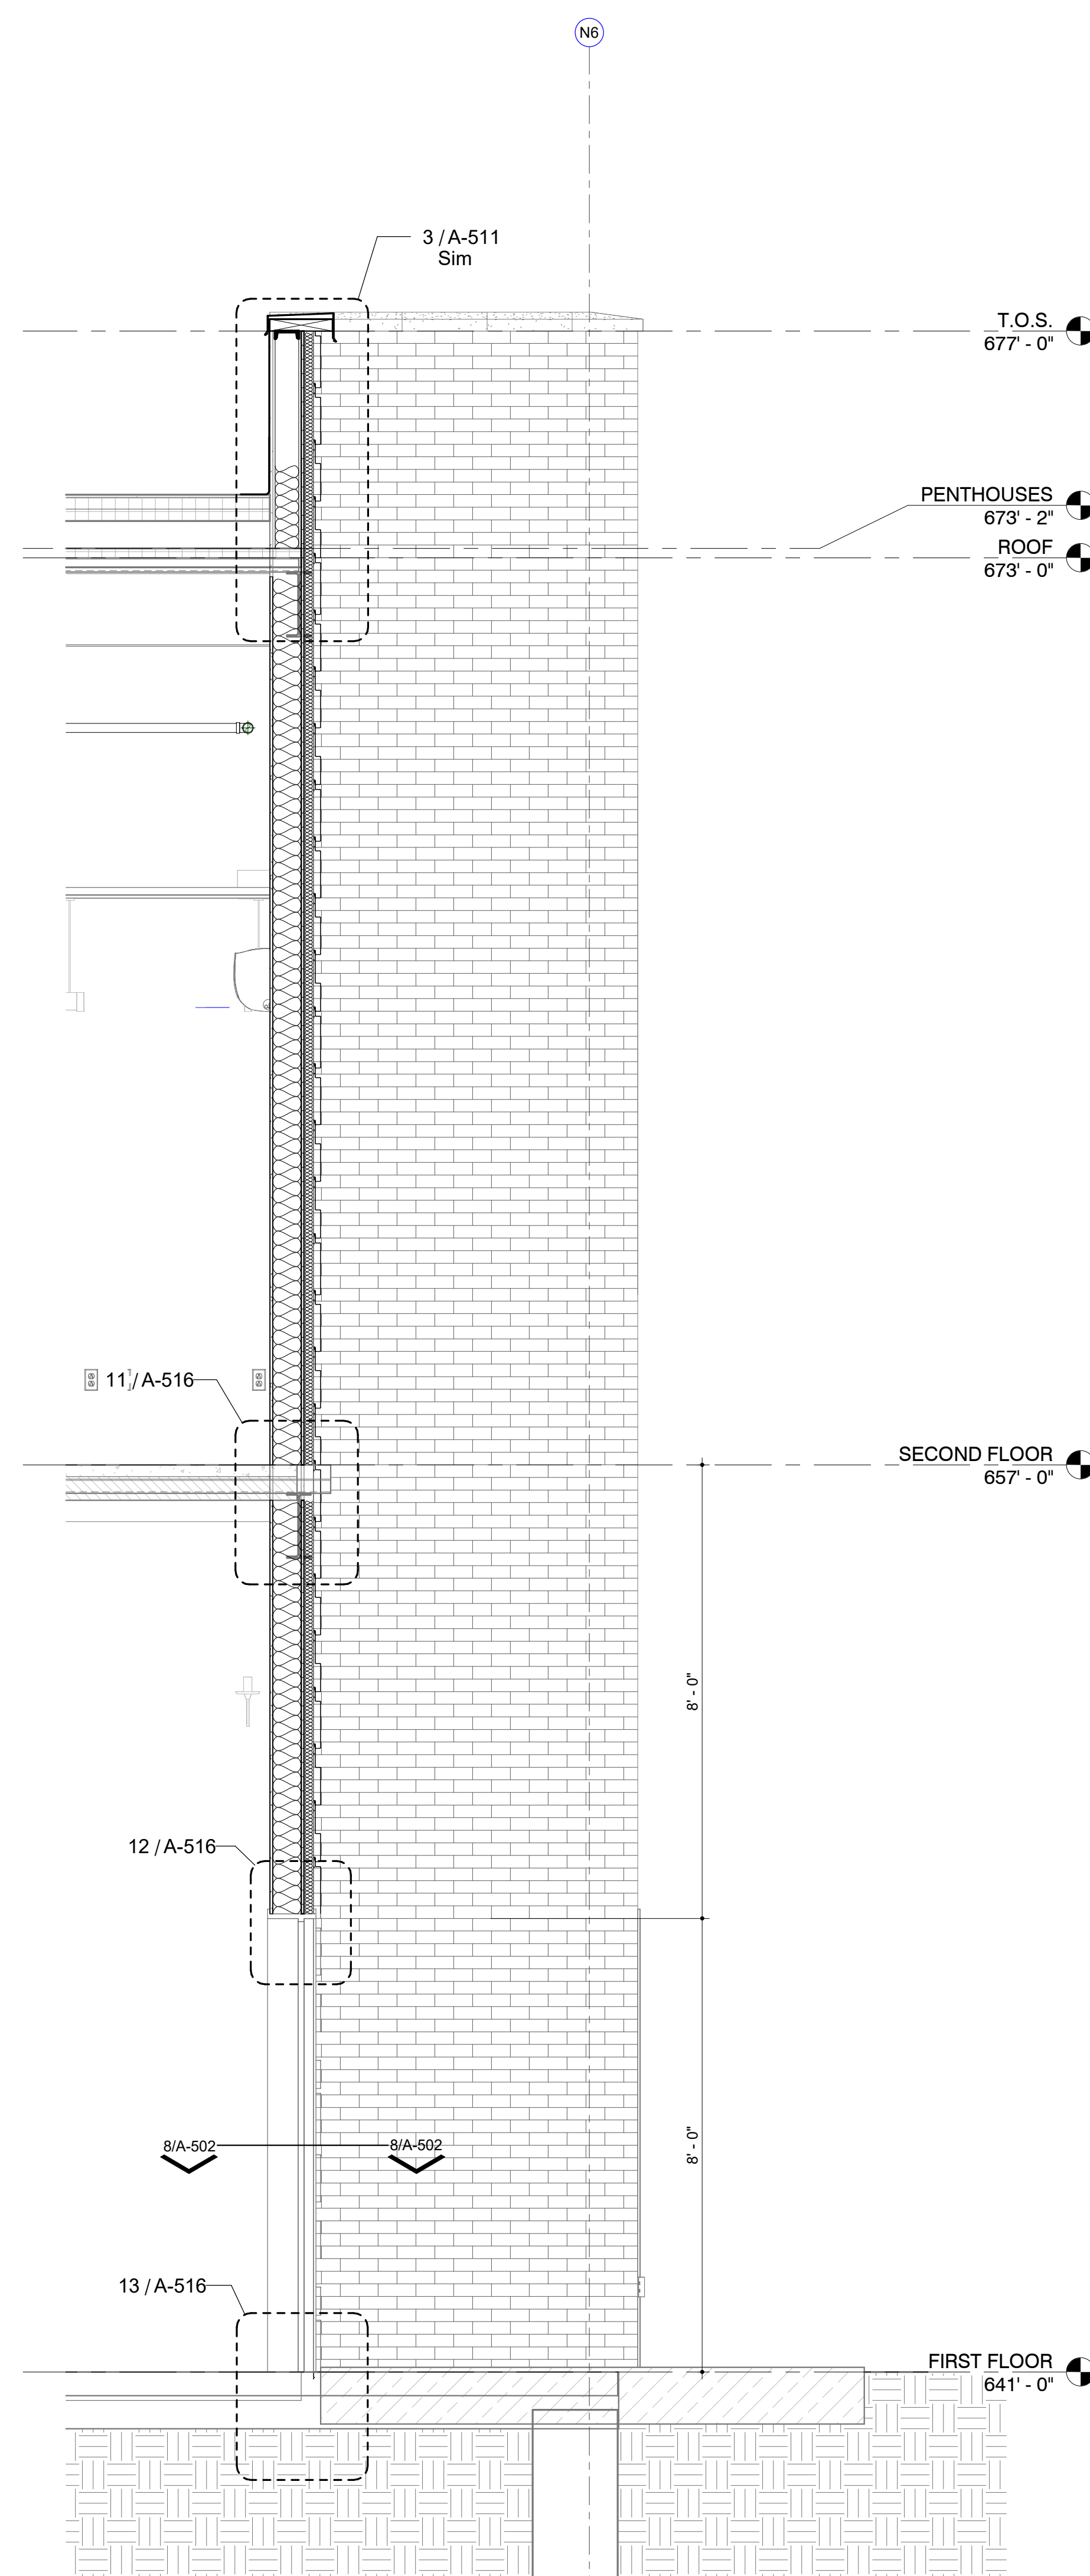 N6
3 / A-511
Sim
T.O.S.
677' - 0"
PENTHOUSES
673' - 2"
ROOF
673' - 0"
11 / A-516
SECOND FLOOR
657' - 0"
8' - 0"
12 / A-516
8' - 0"
8/A-502
8/A-502
13 / A-516
FIRST FLOOR
641' - 0"